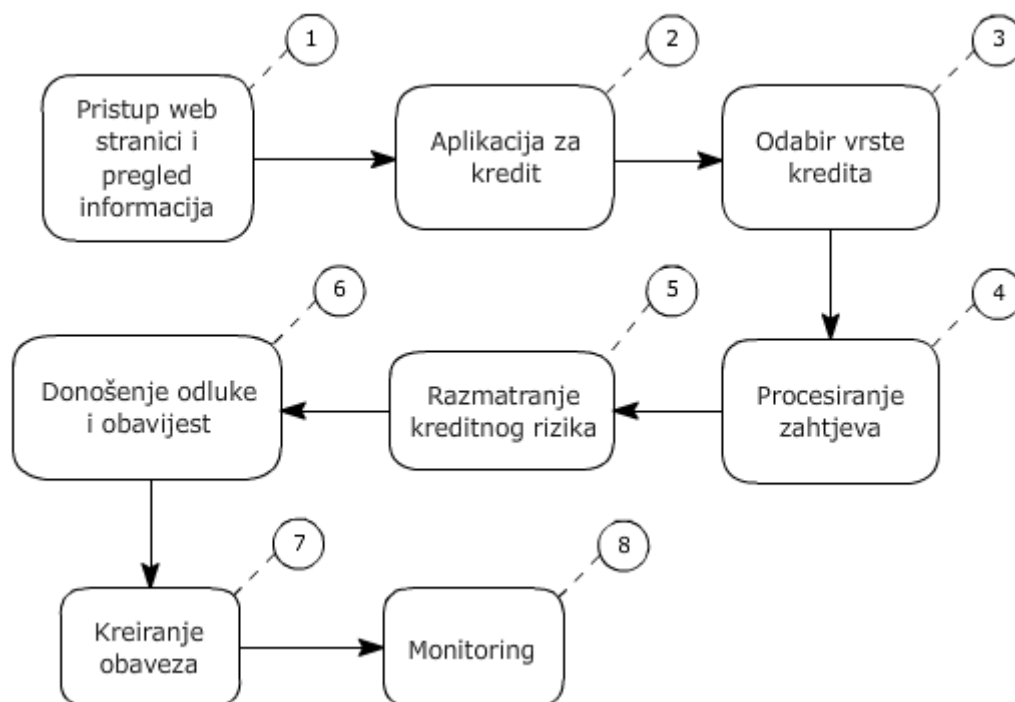 1
Pristup web
stranici i
pregled
informacija
2
Aplikacija za
kredit
3
Odabir vrste
kredita
4
Procesiranje
zahtjeva
5
Razmatranje
kreditnog rizika
6
Donošenje odluke
i obavijest
7
Kreiranje
obaveza
8
Monitoring